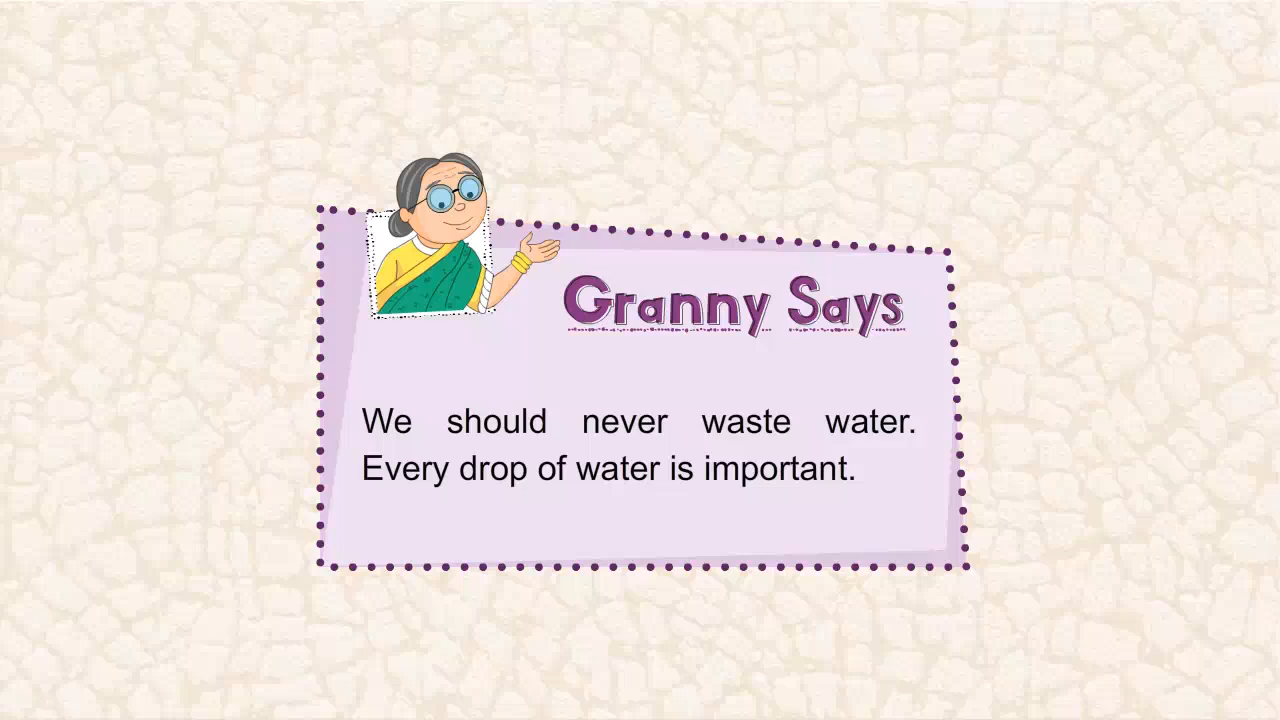 Granny Says
We should never waste water.
Every drop of water is important.